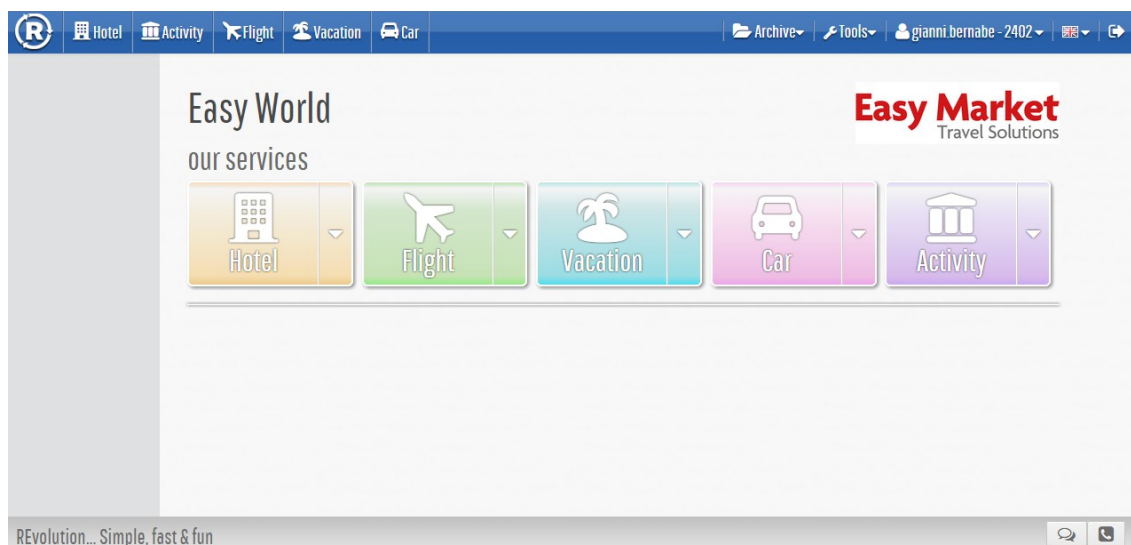 R Hotel Activity Flight Vacation Car Archive Tools gianni.bernabe - 2402
Easy World
Easy Market
Travel Solutions
our services
Hotel Flight Vacation Car Activity
REvolution... Simple, fast & fun